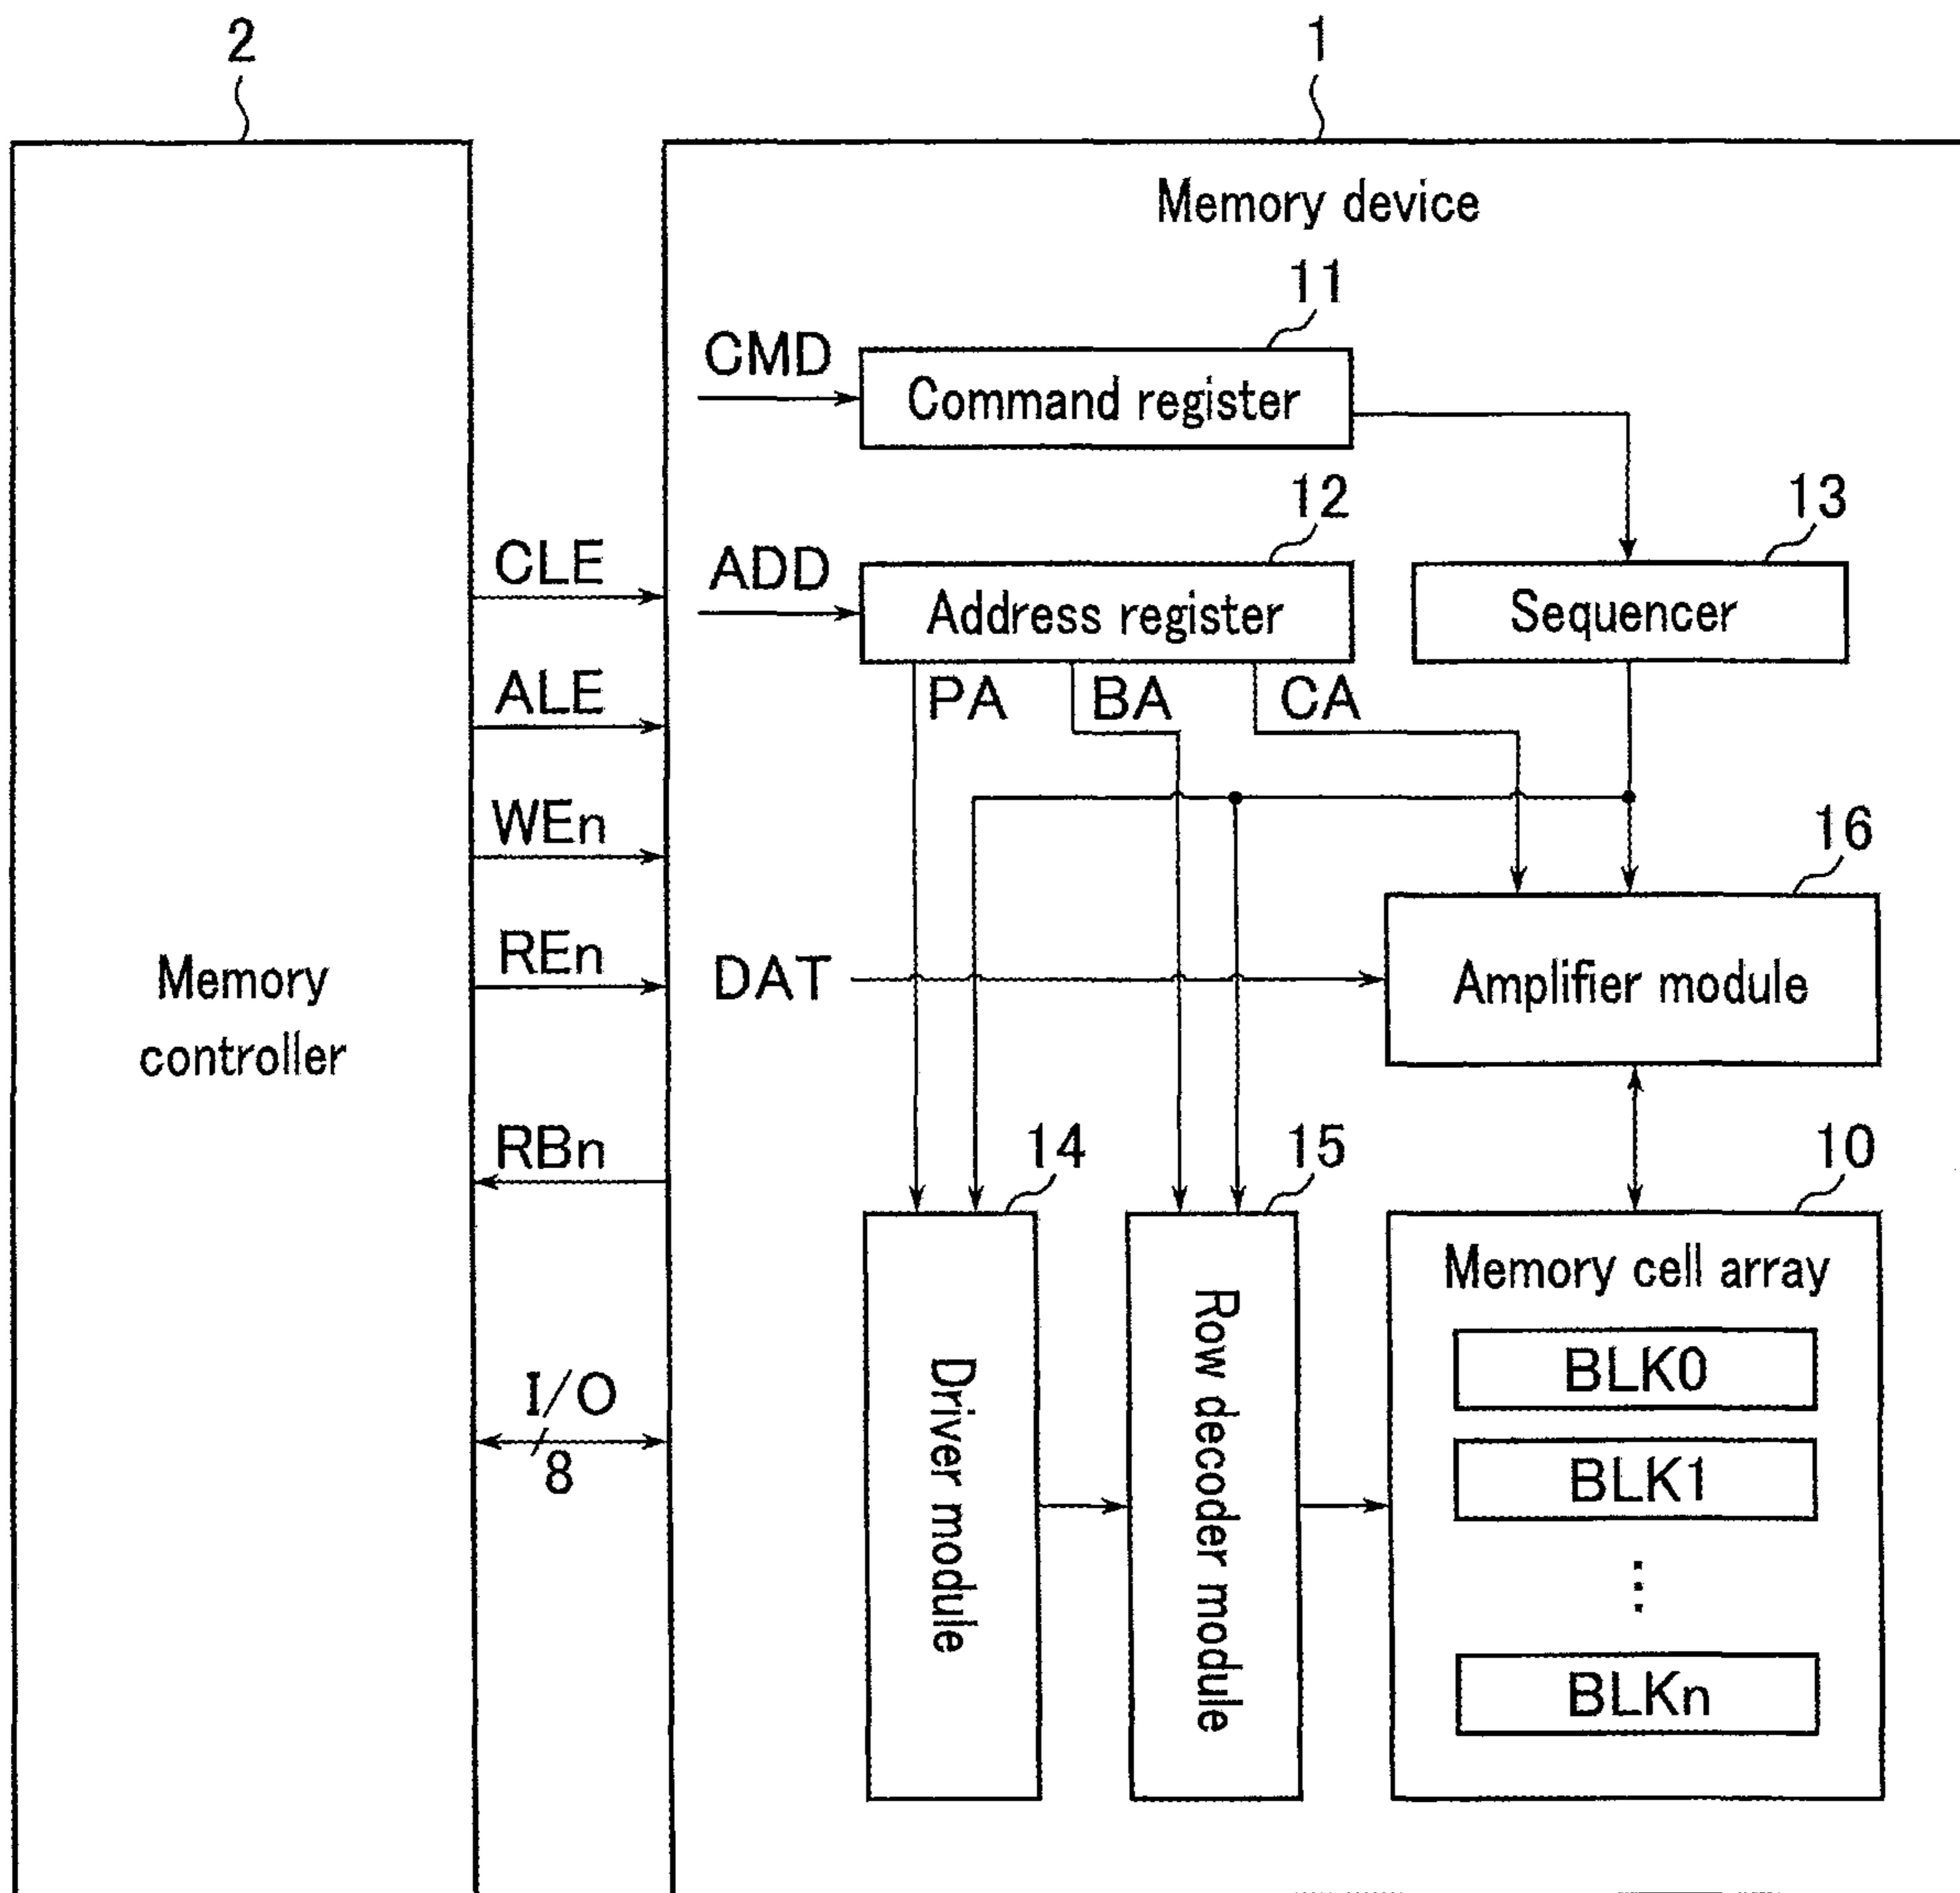 2
1
Memory device
11
CMD
Command register
12
13
CLE
ADD
Address register
Sequencer
ALE
PA
BA
CA
WEn
16
REn
DAT
Amplifier module
Memory
controller
RBn
14
15
10
Memory cell array
I/O
8
Driver module
Row decoder module
BLK0
BLK1
BLKn